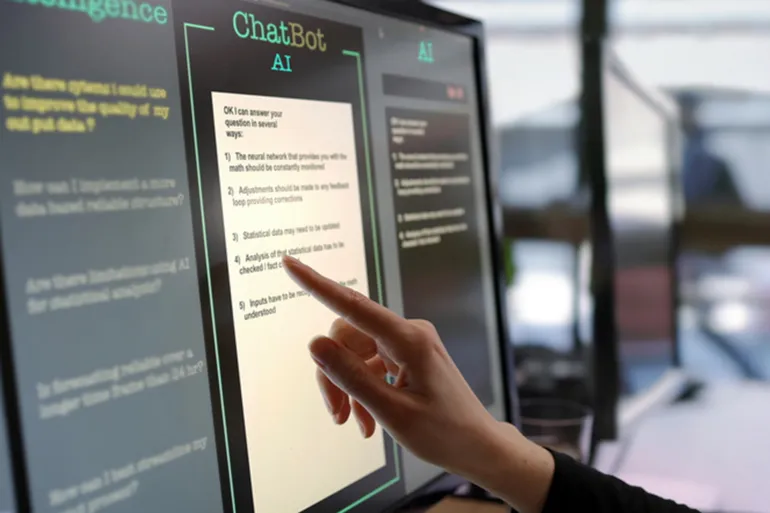 ntelligence
Are there sytems i could use
to improve the quality of my
out put data ?
How can I implement a more
data based reliable structure?
Are there limitations using AI
for numerical analysis?
Is forecasting reliable over a
longer time frame than 24 hr?
How can I best streamline my
ChatBot
AI
OK I can answer your
question in several
ways:
1) The neural network that provides you with the
math should be constantly monitored
2) Adjustments should be made to any feedback
loop providing corrections
3) Statistical data may need to be updated
4) Analysis of that statistical data has to be
checked / fact
5) Inputs have to be math
understood
AI